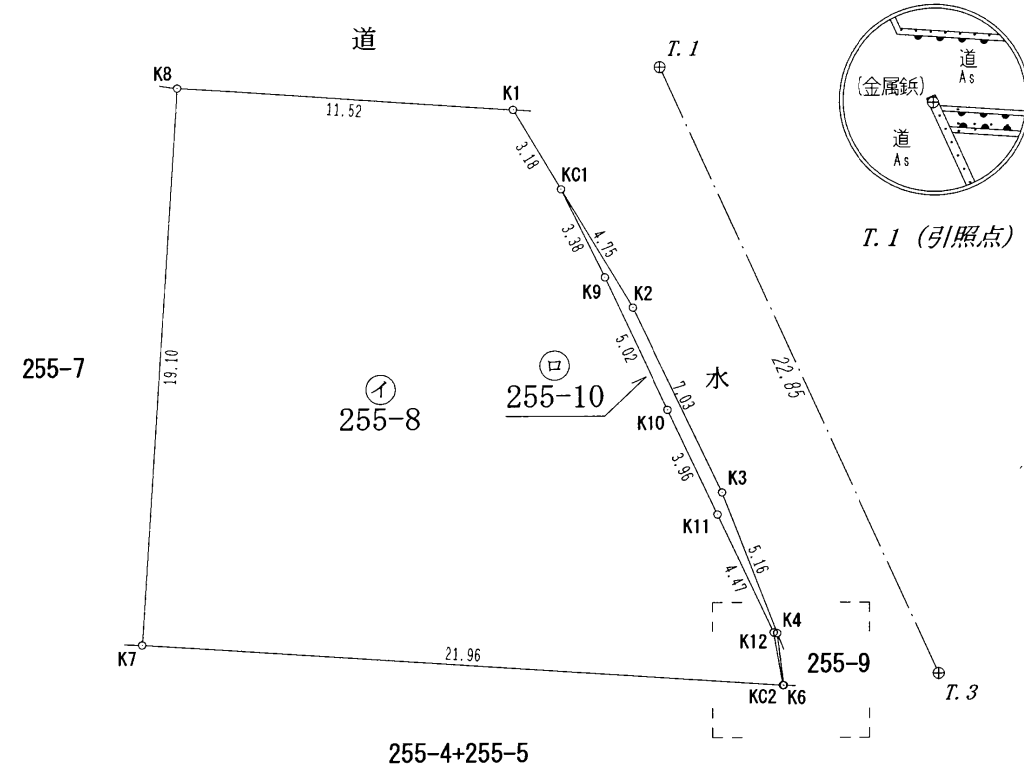 道
T.1
K8
K1
11.52
道
As
(金属鋲)
道
As
T.1 (引照点)
3.18
KC1
4.75
3.38
K9
K2
255-7
19.10
イ
255-8
ロ
255-10
5.02
水
22.85
7.03
K10
3.96
K3
K11
5.16
4.47
K4
K12
255-9
K7
21.96
KC2
K6
T.3
255-4+255-5